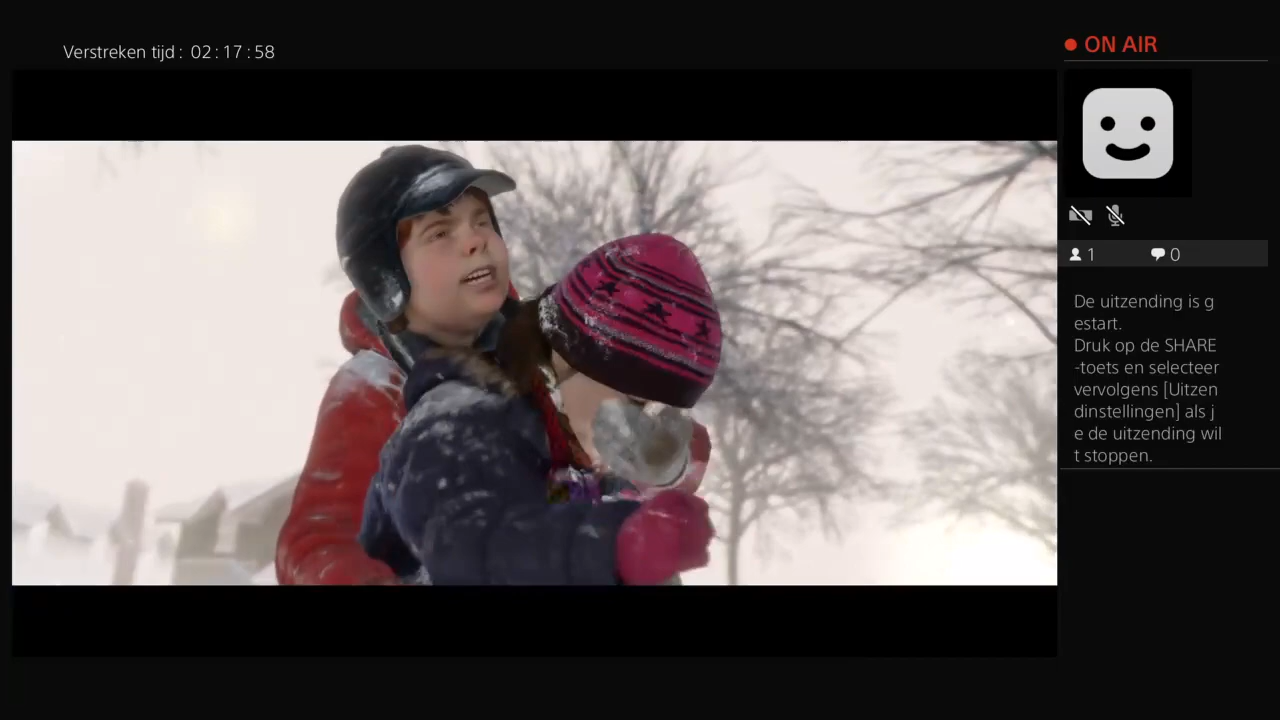 Verstreken tijd: 02:17:58
ON AIR
1 0
De uitzending is g
estart.
Druk op de SHARE
-toets en selecteer
vervolgens [Uitzen
dinstellingen] als j
e de uitzending wil
t stoppen.